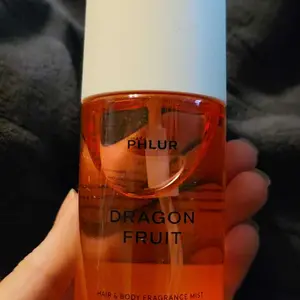 PHLUR
DRAGON
FRUIT
HAIR & BODY FRAGRANCE MIST